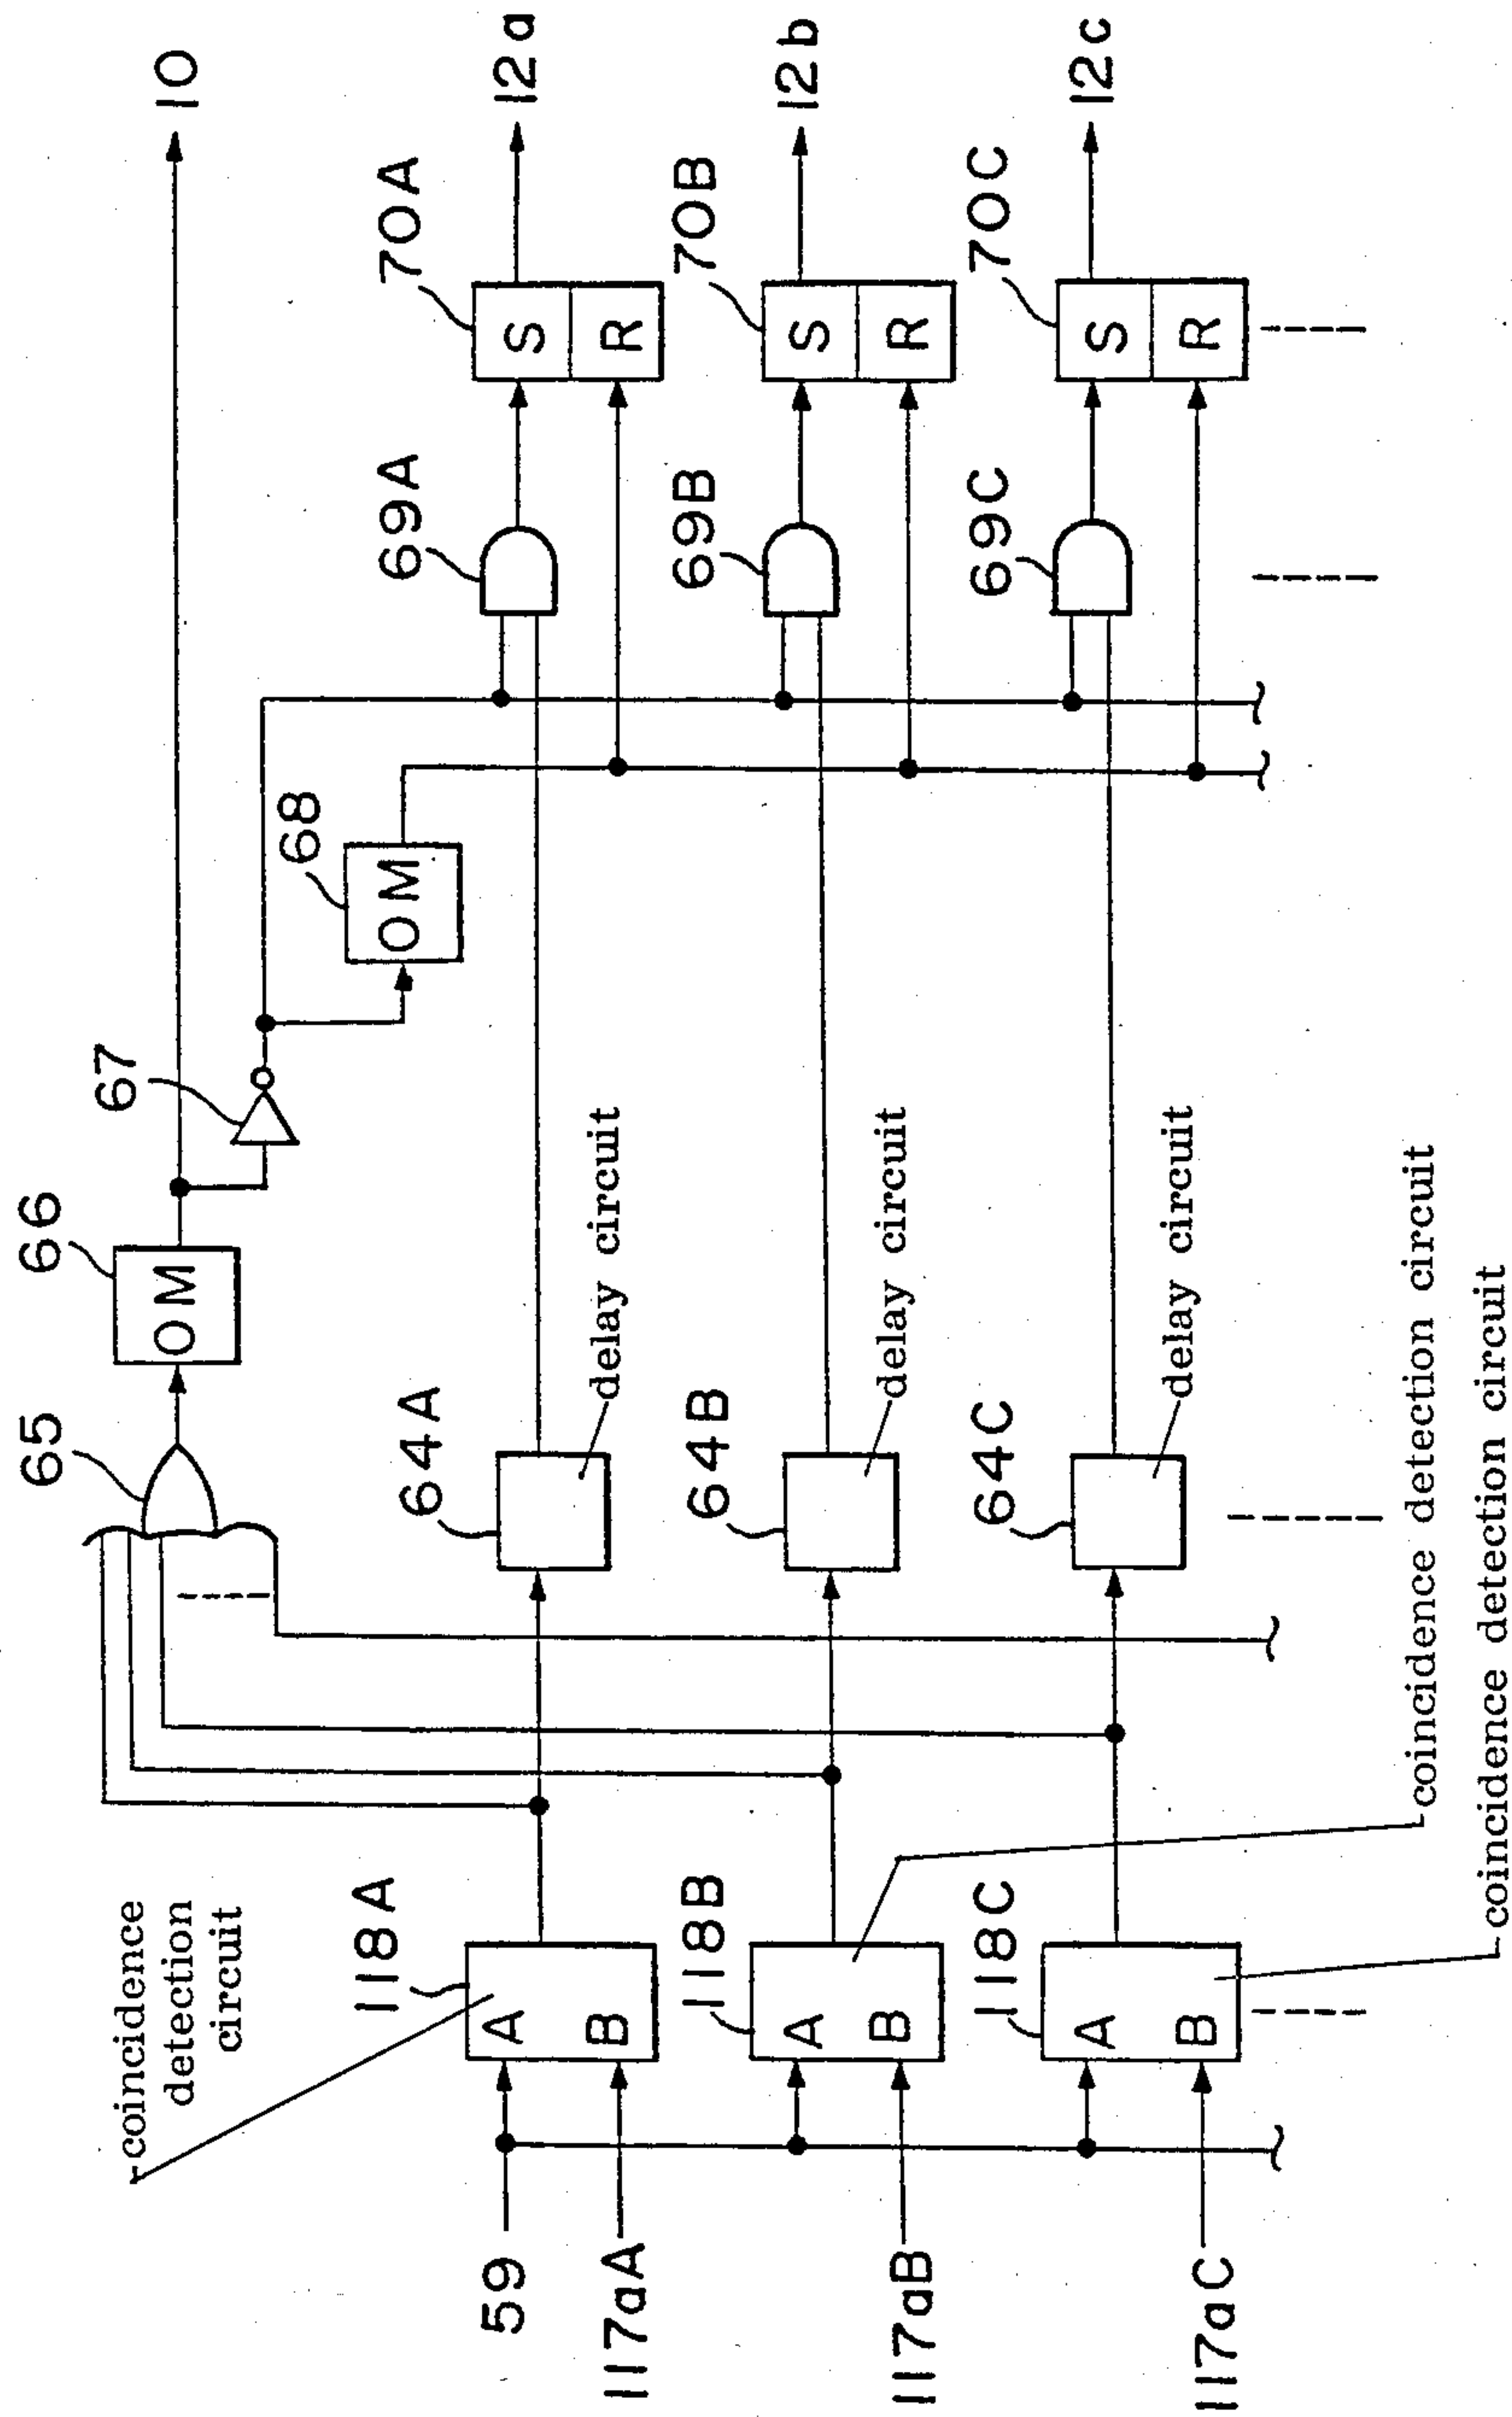 10
66
OM
65
67
68
OM
coincidence
detection
circuit
118A
59
A
B
117aA
64A
delay circuit
69A
70A
S
R
12a
118B
A
B
117aB
64B
delay circuit
69B
70B
S
R
12b
118C
A
B
117aC
64C
delay circuit
69C
70C
S
R
12c
coincidence detection circuit
coincidence detection circuit